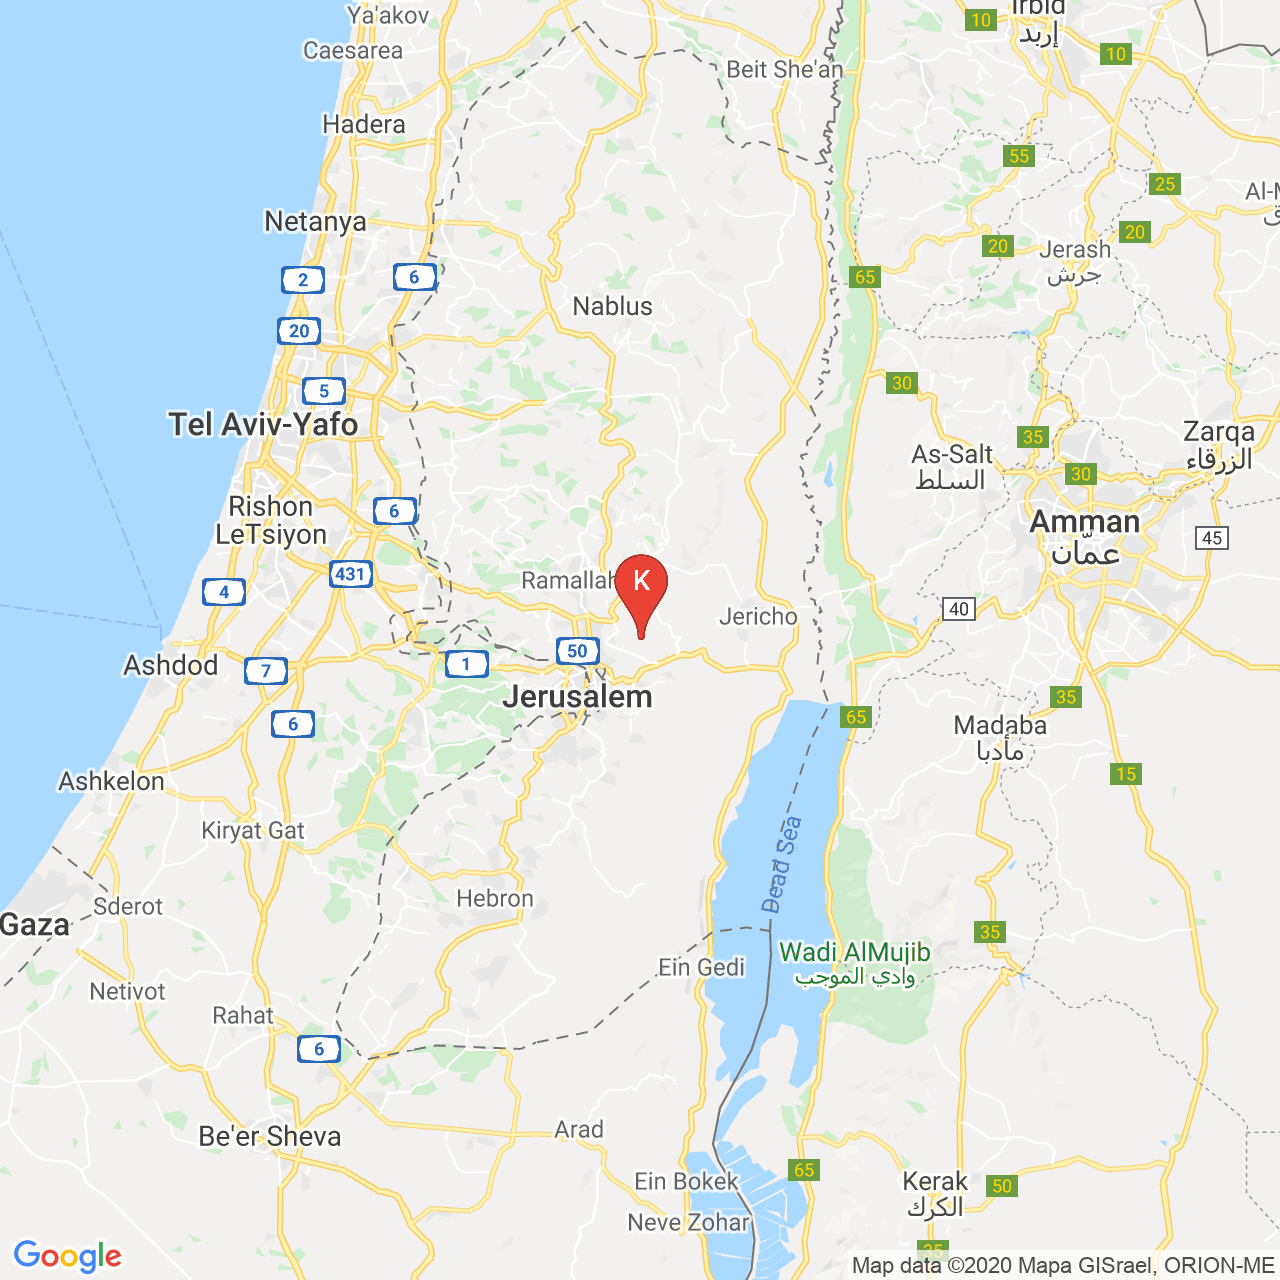 Ya'akov
Caesarea
Irbid
إربد
10
10
Beit She'an
Hadera
55
25
Netanya
20
20
Jerash
جرش
2
6
65
Nablus
20
5
30
Tel Aviv-Yafo
35
Zarqa
الزرقاء
As-Salt
السلط
30
Rishon
LeTsiyon
6
Amman
عمّان
45
431
Ramallah
K
4
40
Jericho
50
Ashdod
7
1
Jerusalem
35
6
65
Madaba
مأدبا
Ashkelon
15
Kiryat Gat
Dead Sea
Hebron
Sderot
Gaza
35
Wadi AlMujib
وادي الموجب
Ein Gedi
Netivot
Rahat
6
Be'er Sheva
Arad
65
Ein Bokek
Kerak
الكرك
50
Neve Zohar
35
Google
Map data ©2020 Mapa GISrael, ORION-ME